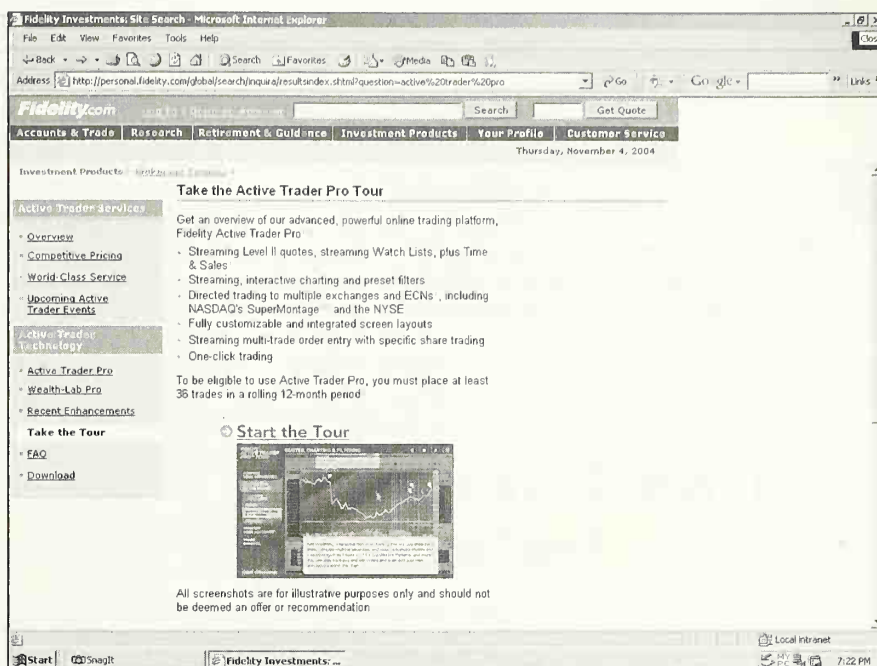 Fidelity Investments: Site Search - Microsoft Internet Explorer
File Edit View Favorites Tools Help
Back Search Favorites Media
Address http://personal.fidelity.com/global/search/inquira/resultsindex.shtml?question=active%20trader%20pro Go Google Links
Fidelity.com Search Get Quote
Accounts & Trade Research Retirement & Guidance Investment Products Your Profile Customer Service
Thursday, November 4, 2004
Investment Products
Take the Active Trader Pro Tour
Active Trader Services
Overview
Competitive Pricing
World-Class Service
Upcoming Active
Trader Events
Active Trader
Technology
Active Trader Pro
Wealth-Lab Pro
Recent Enhancements
Take the Tour
FAQ
Download
Get an overview of our advanced, powerful online trading platform,
Fidelity Active Trader Pro
Streaming Level II quotes, streaming Watch Lists, plus Time
& Sales
Streaming, interactive charting and preset filters
Directed trading to multiple exchanges and ECNs , including
NASDAQ's SuperMontage and the NYSE
Fully customizable and integrated screen layouts
Streaming multi-trade order entry with specific share trading
One-click trading
To be eligible to use Active Trader Pro, you must place at least
36 trades in a rolling 12-month period
Start the Tour
All screenshots are for illustrative purposes only and should not
be deemed an offer or recommendation
Local intranet
Start SnagIt Fidelity Investments: ... 7:22 PM